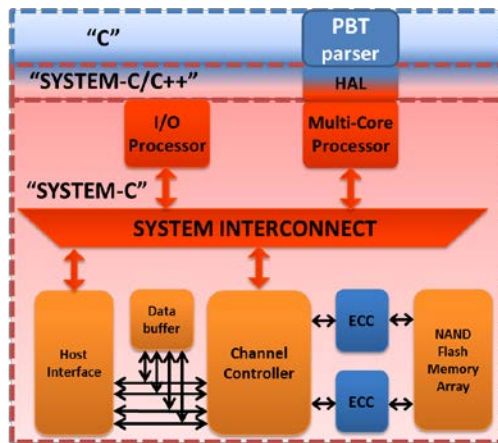 “C”
PBT
parser
“SYSTEM-C/C++”
HAL
I/O
Processor
Multi-Core
Processor
“SYSTEM-C”
SYSTEM INTERCONNECT
Host
Interface
Data
buffer
Channel
Controller
ECC
ECC
NAND
Flash
Memory
Array